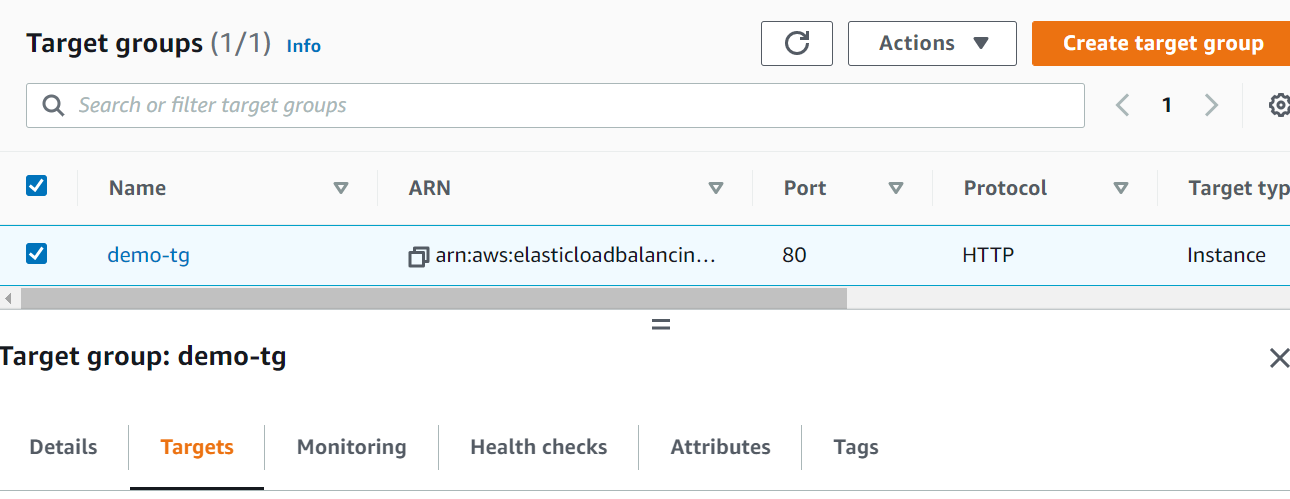 Target groups (1/1) Info Actions Create target group
Search or filter target groups 1
Name ARN Port Protocol Target typ
demo-tg arn:aws:elasticloadbalancin... 80 HTTP Instance
Target group: demo-tg
Details Targets Monitoring Health checks Attributes Tags